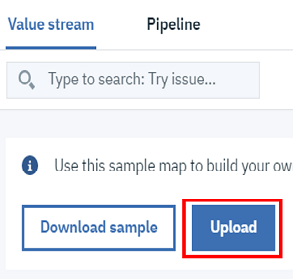 Value stream Pipeline
Type to search: Try issue...
Use this sample map to build your ow
Download sample Upload